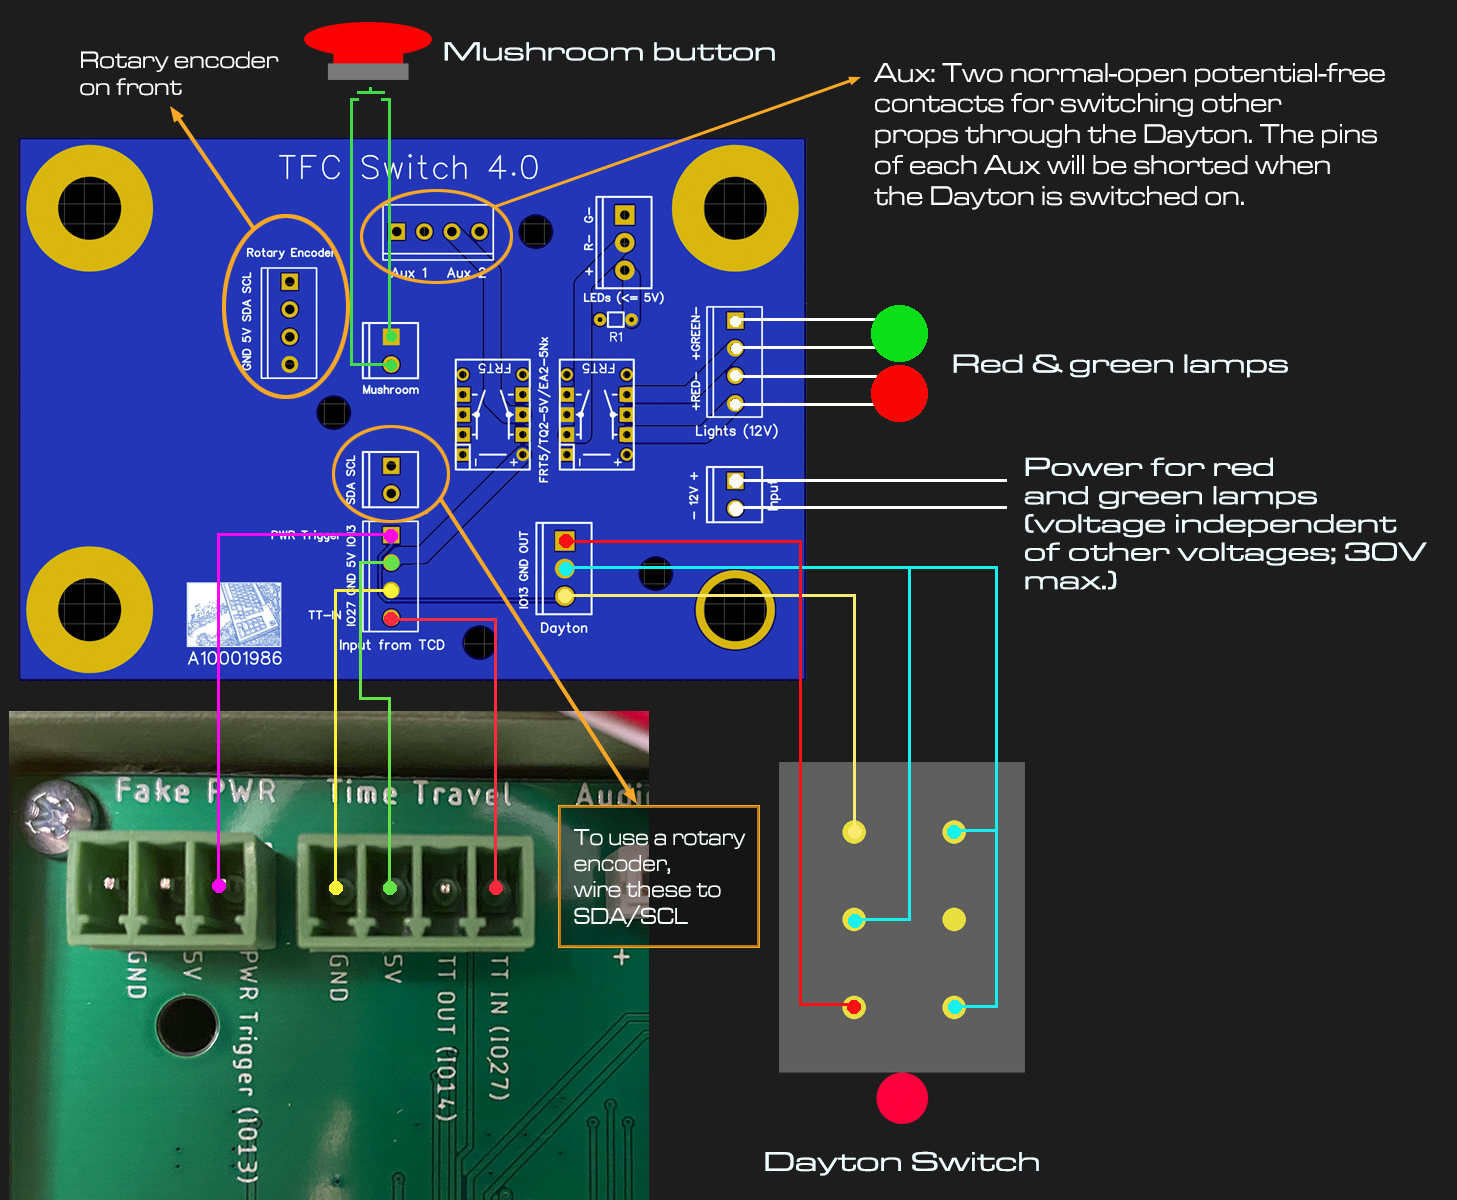 Mushroom button
Rotary encoder
on front
Aux: Two normal-open potential-free
contacts for switching other
props through the Dayton. The pins
of each Aux will be shorted when
the Dayton is switched on.
TFC Switch 4.0
Rotary Encoder
GND 5V SDA SCL
Aux 1 Aux 2
+ R- G-
LEDs (<= 5V)
R1
Mushroom
FRT5
FRT5
FRT5/TQ2-5V/EA2-5Nx
+RED- +GREEN-
Lights (12V)
Red & green lamps
- 12V +
Input
Power for red
and green lamps
(voltage independent
of other voltages; 30V
max.)
SDA SCL
PWR Trigger
IO27 GND 5V IO13
TT-IN
Input from TCD
IO13 GND OUT
Dayton
A10001986
Fake PWR
Time Travel
GND
5V
PWR Trigger (IO13)
GND
5V
TT OUT (IO14)
TT IN (IO27)
+
To use a rotary
encoder,
wire these to
SDA/SCL
Dayton Switch